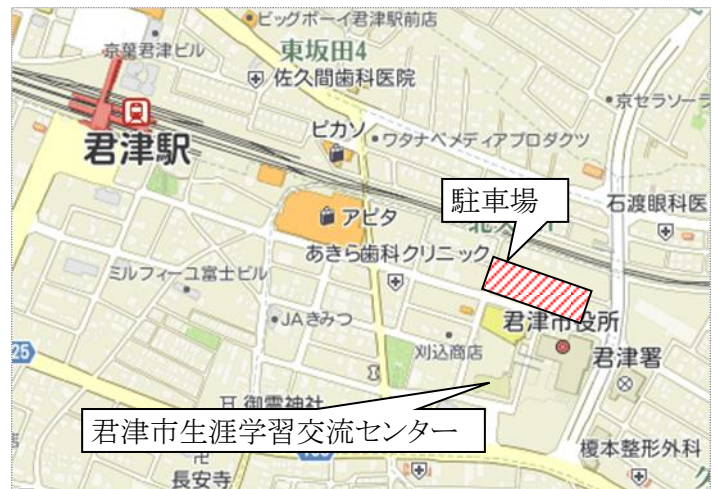 ビッグボーイ君津駅前店
京葉君津ビル
東坂田4
佐久間歯科医院
京セラソーラ
君津駅
ピカソ
ワタナベメディアプロダクツ
駐車場
石渡眼科医
アピタ
あきら歯科クリニック
ミルフィーユ富士ビル
JAきみつ
君津市役所
25
刈込商店
君津署
御霊神社
君津市生涯学習交流センター
榎本整形外科
長安寺